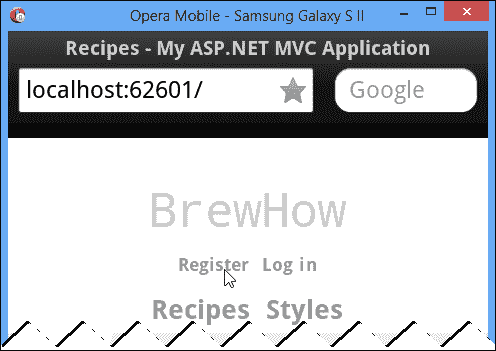 Opera Mobile - Samsung Galaxy S II
Recipes - My ASP.NET MVC Application
localhost:62601/ Google
BrewHow
Register Log in
Recipes Styles